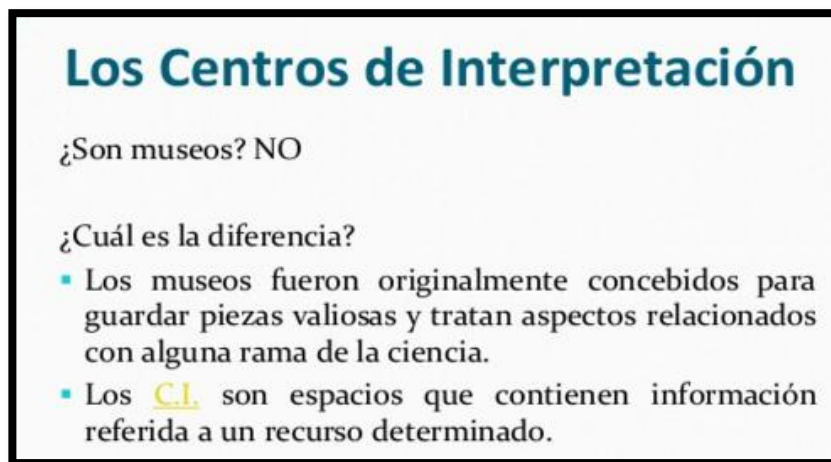 Los Centros de Interpretación
¿Son museos? NO
¿Cuál es la diferencia?
▪ Los museos fueron originalmente concebidos para
guardar piezas valiosas y tratan aspectos relacionados
con alguna rama de la ciencia.
▪ Los C.I. son espacios que contienen información
referida a un recurso determinado.